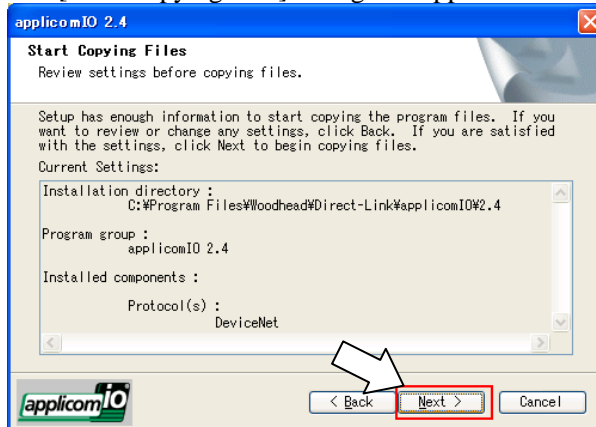 applicomIO 2.4
Start Copying Files
Review settings before copying files.
Setup has enough information to start copying the program files. If you
want to review or change any settings, click Back. If you are satisfied
with the settings, click Next to begin copying files.
Current Settings:
Installation directory :
C:¥Program Files¥Woodhead¥Direct-Link¥applicomIO¥2.4
Program group :
applicomIO 2.4
Installed components :
Protocol(s) :
DeviceNet
applicom IO
< Back Next > Cancel